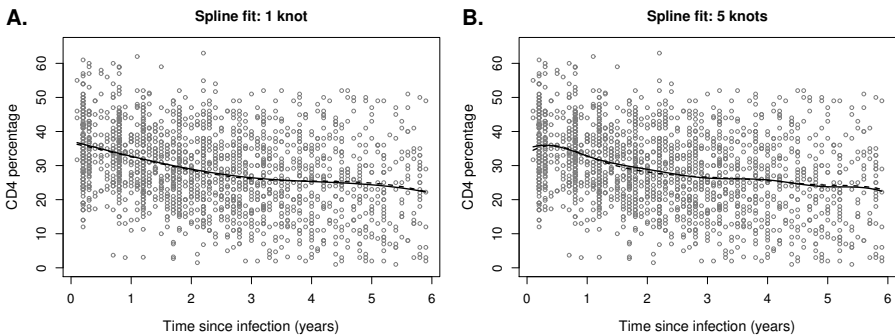 A.
Spline fit: 1 knot
CD4 percentage
60
50
40
30
20
10
0
0 1 2 3 4 5 6
Time since infection (years)
B.
Spline fit: 5 knots
CD4 percentage
60
50
40
30
20
10
0
0 1 2 3 4 5 6
Time since infection (years)